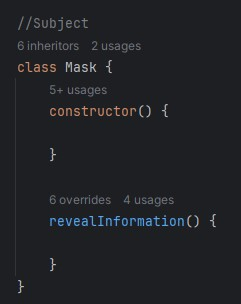 //Subject
6 inheritors   2 usages
class Mask {
    5+ usages
    constructor() {

    }

    6 overrides   4 usages
    revealInformation() {

    }
}